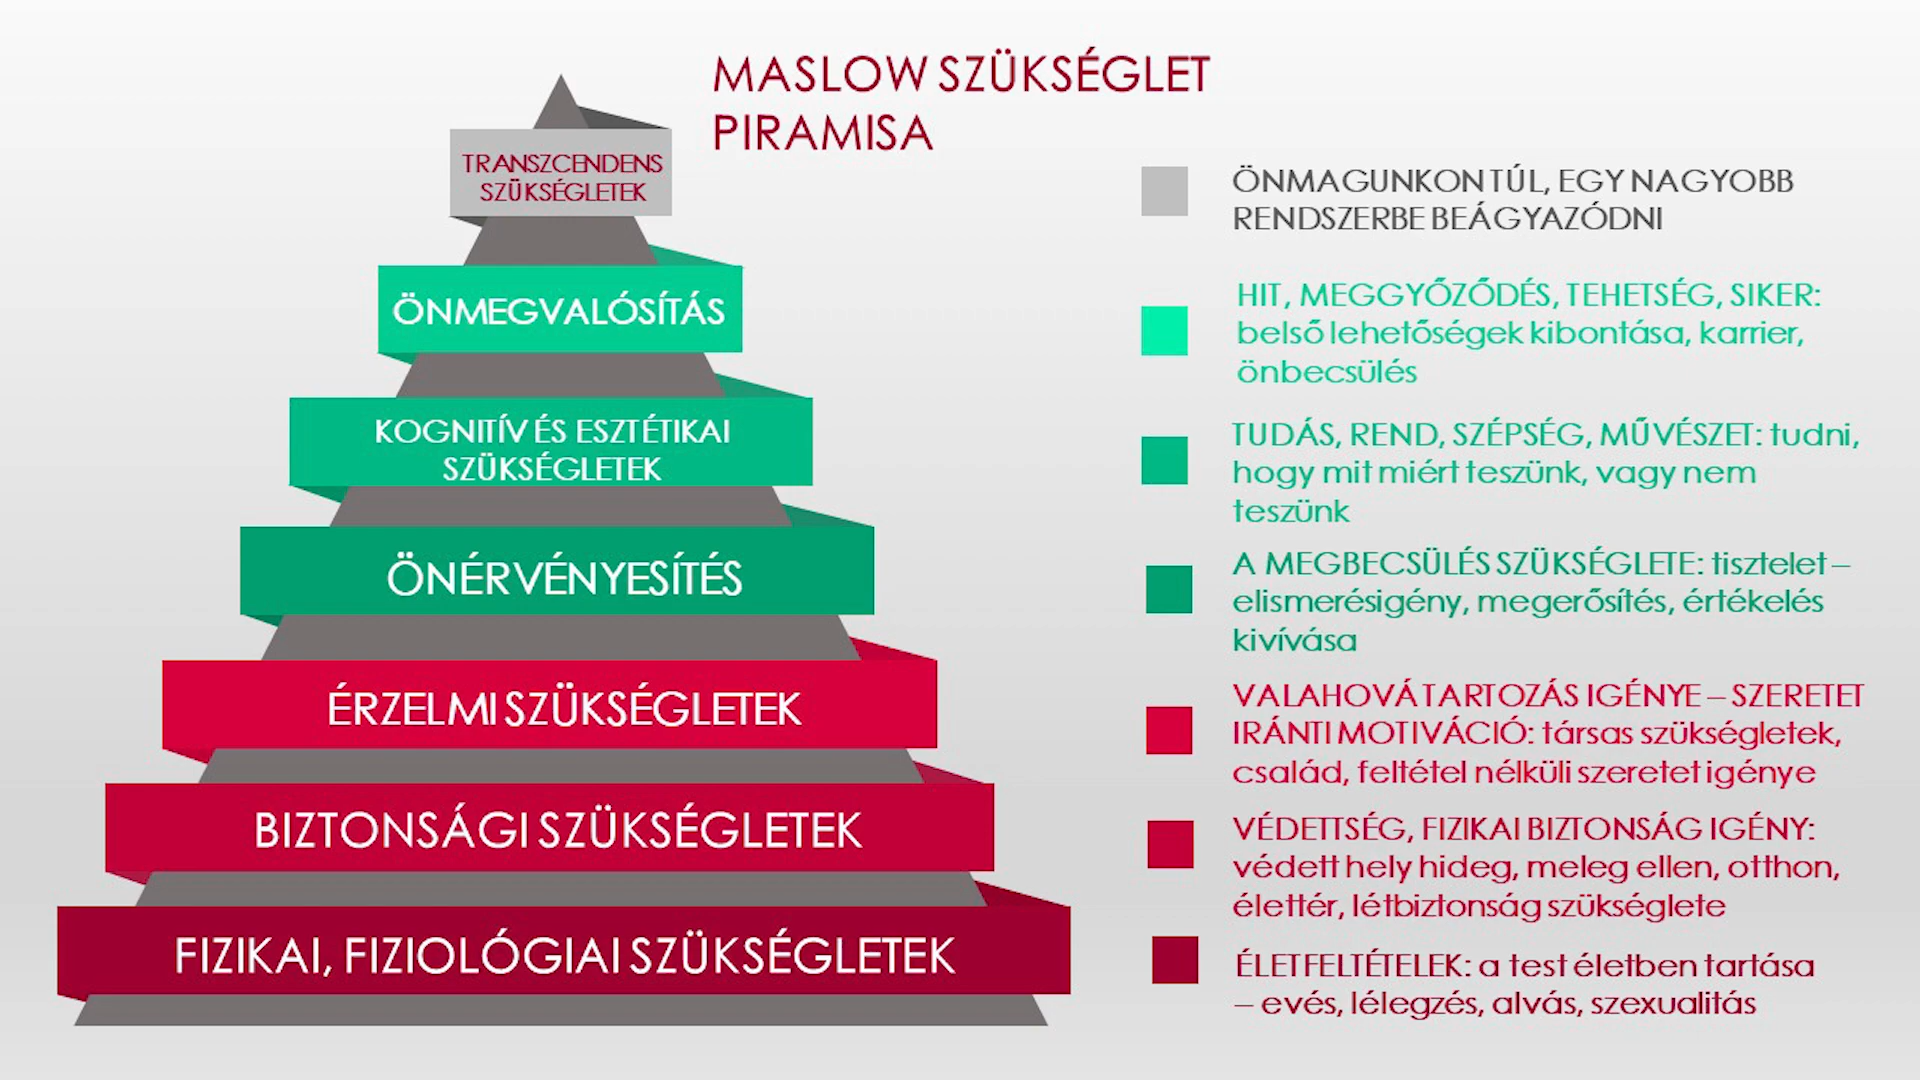 MASLOW SZÜKSÉGLET
PIRAMISA
TRANSZCENDENS
SZÜKSÉGLETEK
ÖNMEGVALÓSÍTÁS
KOGNITÍV ÉS ESZTÉTIKAI
SZÜKSÉGLETEK
ÖNÉRVÉNYESÍTÉS
ÉRZELMI SZÜKSÉGLETEK
BIZTONSÁGI SZÜKSÉGLETEK
FIZIKAI, FIZIOLÓGIAI SZÜKSÉGLETEK
ÖNMAGUNKON TÚL, EGY NAGYOBB
RENDSZERBE BEÁGYAZÓDNI
HIT, MEGGYŐZŐDÉS, TEHETSÉG, SIKER:
belső lehetőségek kibontása, karrier,
önbecsülés
TUDÁS, REND, SZÉPSÉG, MŰVÉSZET: tudni,
hogy mit miért teszünk, vagy nem
teszünk
A MEGBECSÜLÉS SZÜKSÉGLETE: tisztelet –
elismerésigény, megerősítés, értékelés
kivívása
VALAHOVÁ TARTOZÁS IGÉNYE – SZERETET
IRÁNTI MOTIVÁCIÓ: társas szükségletek,
család, feltétel nélküli szeretet igénye
VÉDETTSÉG, FIZIKAI BIZTONSÁG IGÉNY:
védett hely hideg, meleg ellen, otthon,
élettér, létbiztonság szükséglete
ÉLETFELTÉTELEK: a test életben tartása
– evés, lélegzés, alvás, szexualitás